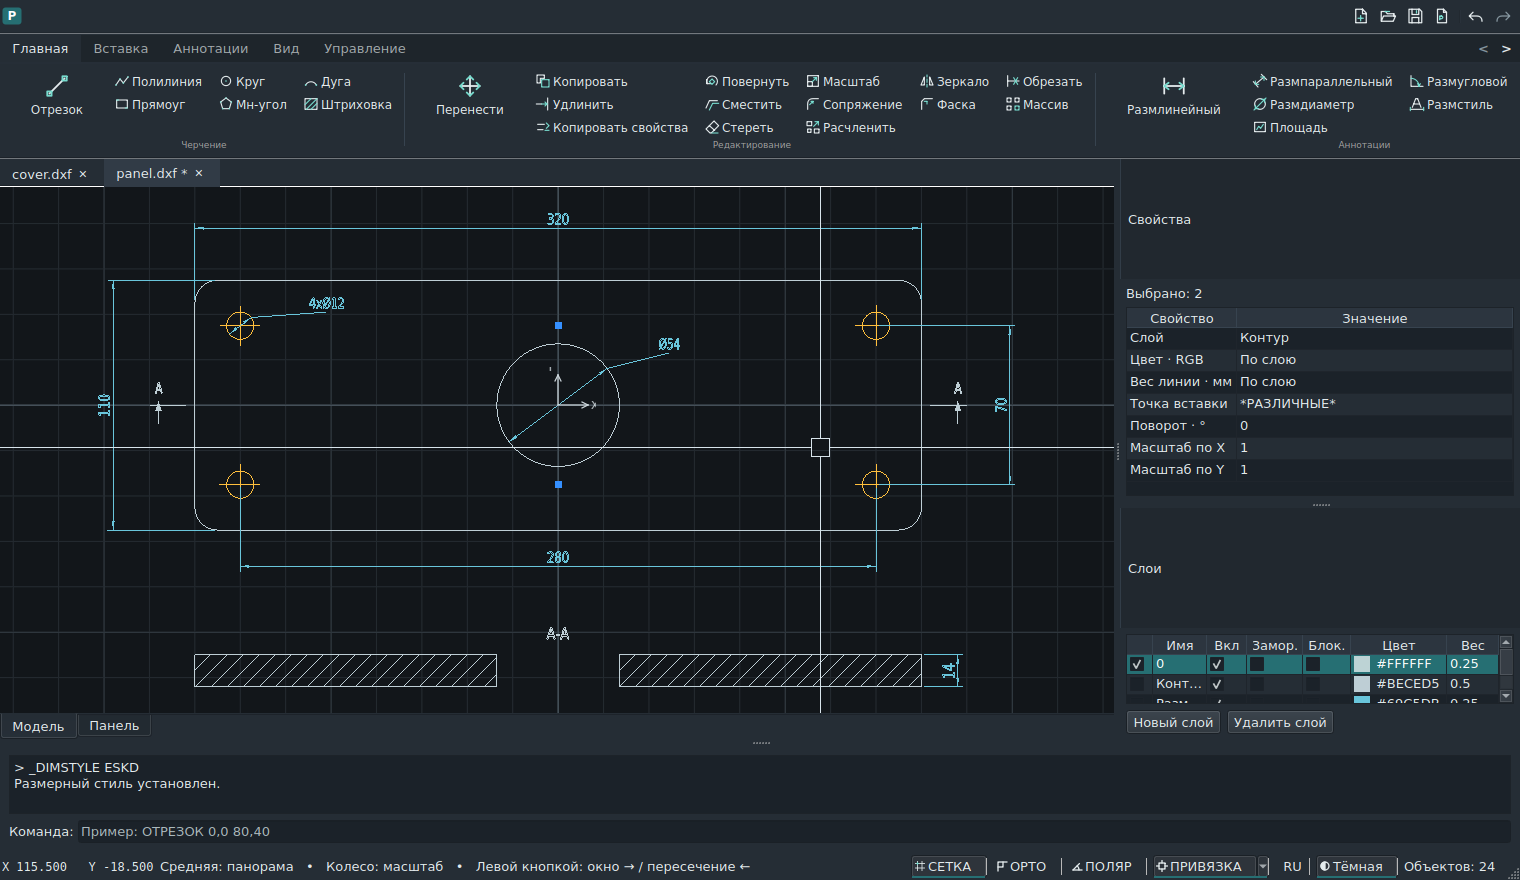 P
Главная Вставка Аннотации Вид Управление < >
Отрезок
Полилиния Круг Дуга
Прямоуг Мн-угол Штриховка
Черчение
Перенести
Копировать Повернуть Масштаб Зеркало Обрезать
Удлинить Сместить Сопряжение Фаска Массив
Копировать свойства Стереть Расчленить
Редактирование
Размлинейный
Размпараллельный Размугловой
Размдиаметр Размстиль
Площадь
Аннотации
cover.dxf × panel.dxf * ×
320
4xØ12
Ø54
A A
110
70
X
280
A-A
14
Модель Панель
Свойства
Выбрано: 2
Свойство Значение
Слой Контур
Цвет · RGB По слою
Вес линии · мм По слою
Точка вставки *РАЗЛИЧНЫЕ*
Поворот · ° 0
Масштаб по X 1
Масштаб по Y 1
Слои
Имя Вкл Замор. Блок. Цвет Вес
0 #FFFFFF 0.25
Конт... #BECED5 0.5
Новый слой Удалить слой
> _DIMSTYLE ESKD
Размерный стиль установлен.
Команда: Пример: ОТРЕЗОК 0,0 80,40
X 115.500 Y -18.500 Средняя: панорама • Колесо: масштаб • Левой кнопкой: окно → / пересечение ← СЕТКА ОРТО ПОЛЯР ПРИВЯЗКА RU Тёмная Объектов: 24